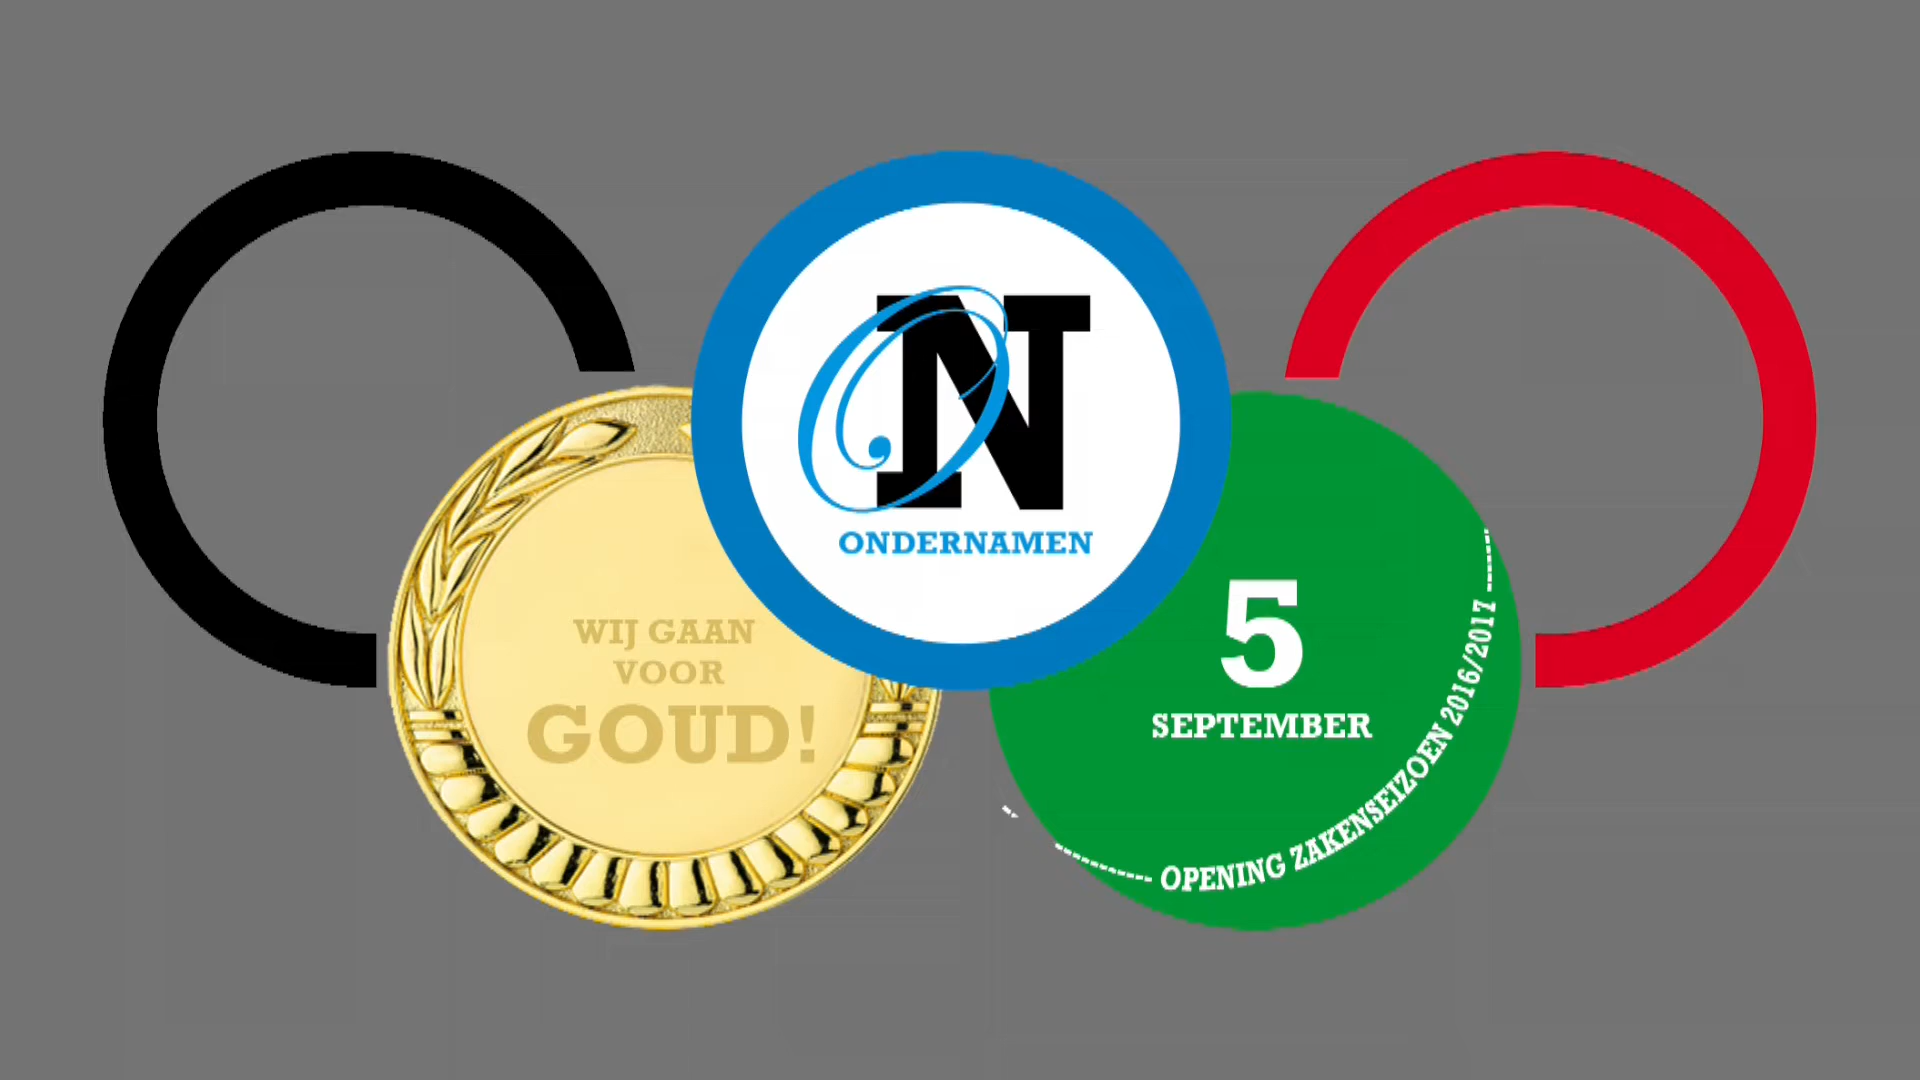 ON
ONDERNAMEN
WIJ GAAN
VOOR
GOUD!
5
SEPTEMBER
OPENING ZAKENSEIZOEN 2016/2017